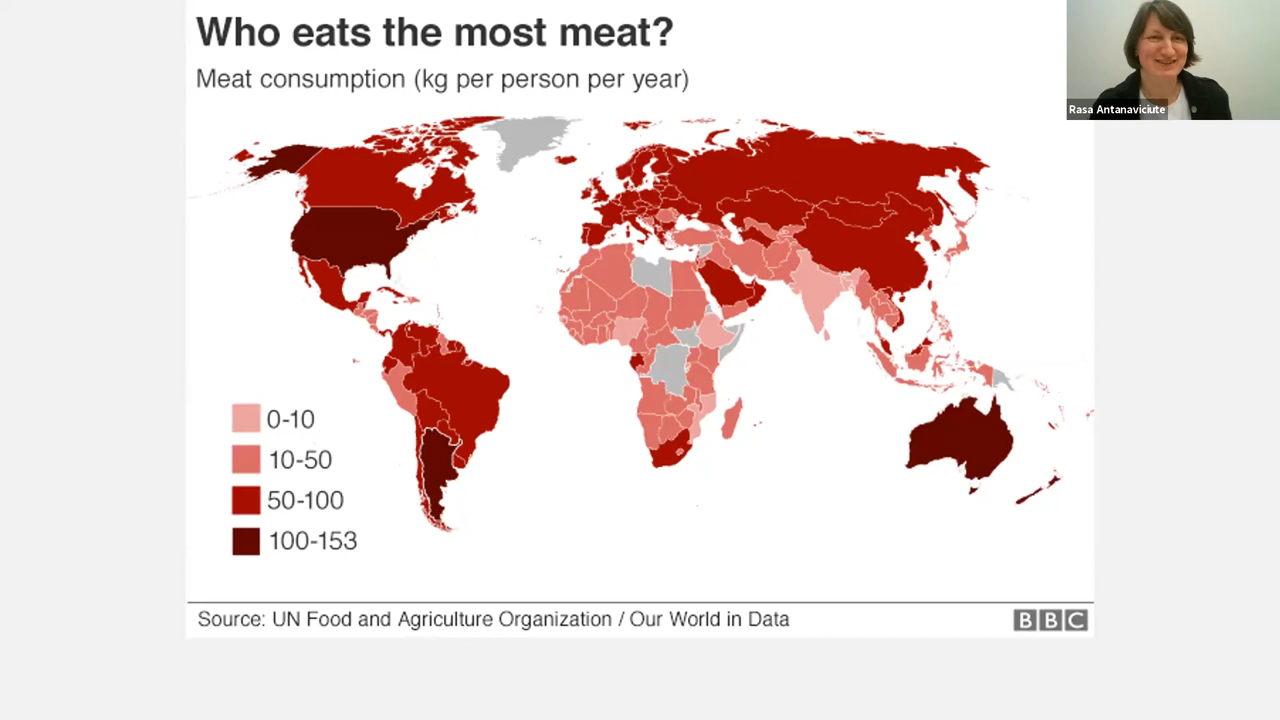 Who eats the most meat?
Meat consumption (kg per person per year)
Rasa Antanaviciute
0-10
10-50
50-100
100-153
Source: UN Food and Agriculture Organization / Our World in Data
BBC